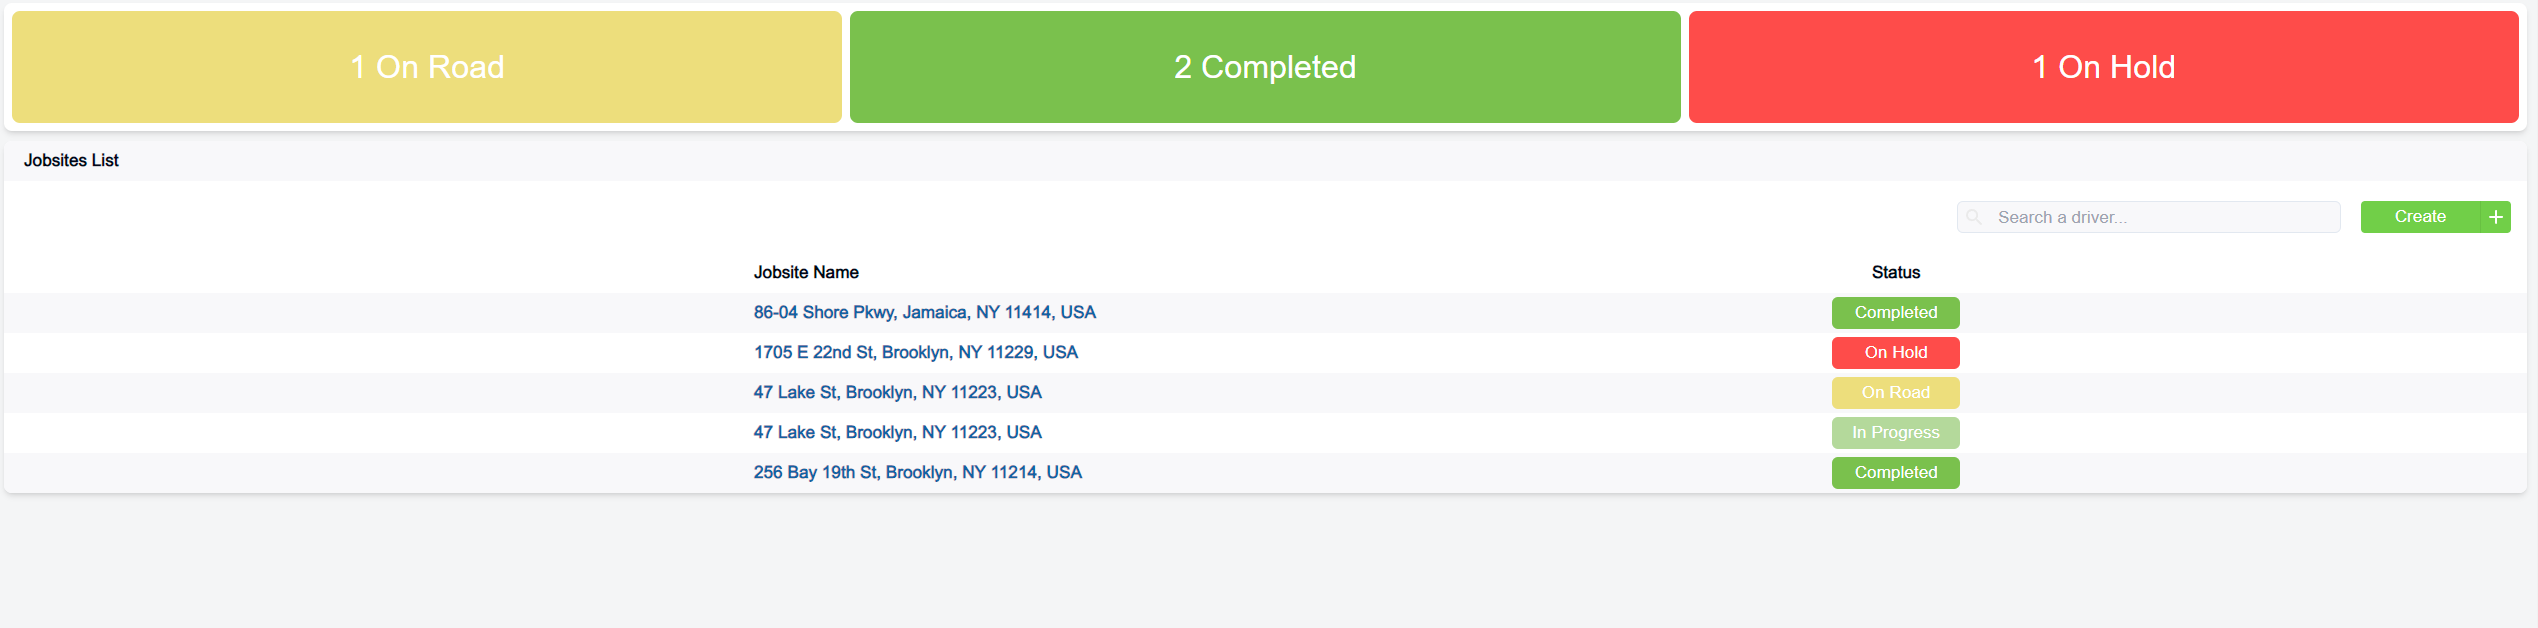 1 On Road
2 Completed
1 On Hold
Jobsites List
Search a driver...
Create
Jobsite Name Status
86-04 Shore Pkwy, Jamaica, NY 11414, USA Completed
1705 E 22nd St, Brooklyn, NY 11229, USA On Hold
47 Lake St, Brooklyn, NY 11223, USA On Road
47 Lake St, Brooklyn, NY 11223, USA In Progress
256 Bay 19th St, Brooklyn, NY 11214, USA Completed